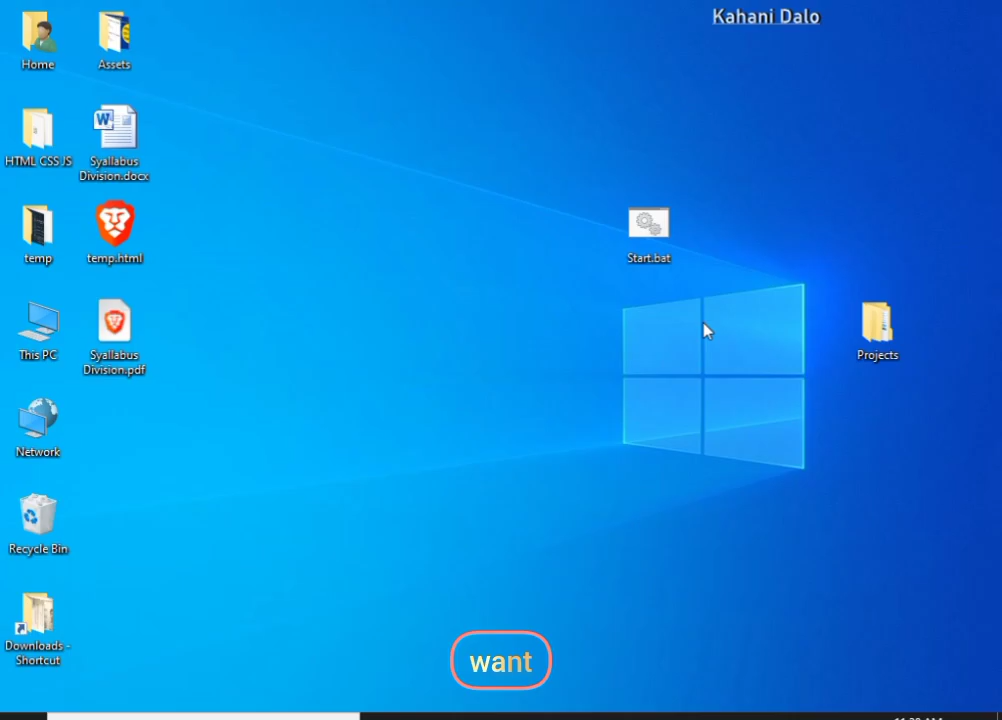 Kahani Dalo
Home
Assets
HTML CSS JS
Syallabus
Division.docx
temp
temp.html
Start.bat
This PC
Syallabus
Division.pdf
Projects
Network
Recycle Bin
Downloads -
Shortcut
want